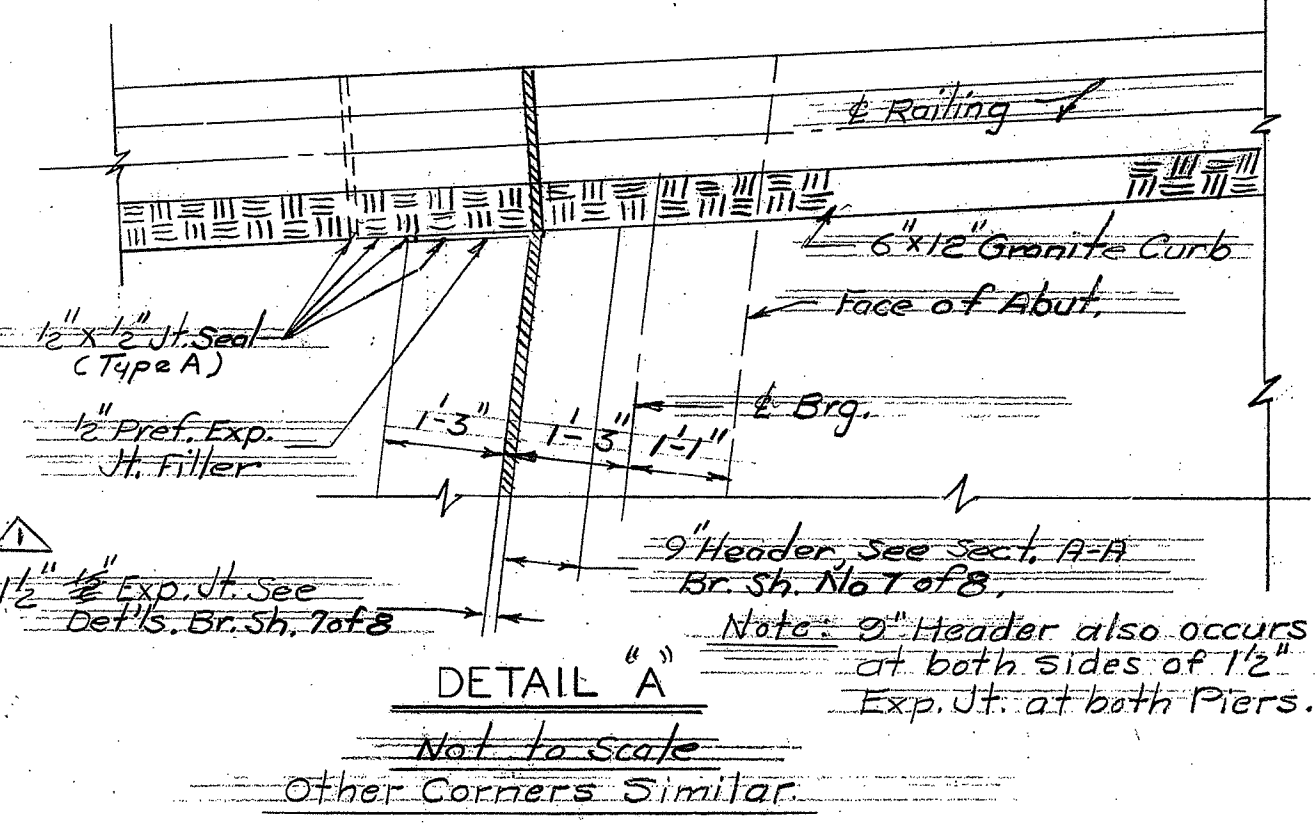 ℄ Railing
6"x12" Granite Curb
Face of Abut.
½" x ½" Jt. Seal
(Type A)
½" Pref. Exp.
Jt. Filler
1'-3"
1'-3"
1'-1"
℄ Brg.
1
1½" Exp. Jt. See
Det'ls. Br. Sh. 7 of 8
9" Header, See Sect. A-A
Br. Sh. No 7 of 8.
Note: 9" Header also occurs
at both sides of 1½"
Exp. Jt. at both Piers.
DETAIL "A"
Not to Scale
Other Corners Similar.